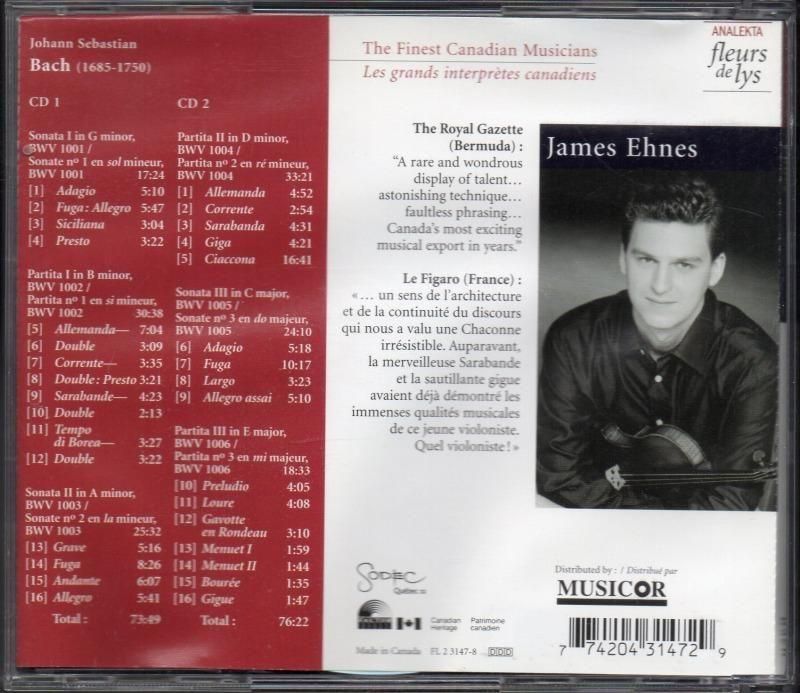 Johann Sebastian
Bach (1685-1750)
CD 1
Sonata I in G minor,
BWV 1001 /
Sonate nº 1 en sol mineur,
BWV 1001 17:24
[1] Adagio 5:10
[2] Fuga : Allegro 5:47
[3] Siciliana 3:04
[4] Presto 3:22
Partita I in B minor,
BWV 1002 /
Partita nº 1 en si mineur,
BWV 1002 30:38
[5] Allemanda— 7:04
[6] Double 3:09
[7] Corrente— 3:35
[8] Double : Presto 3:21
[9] Sarabande— 4:23
[10] Double 2:13
[11] Tempo
di Borea— 3:27
[12] Double 3:22
Sonata II in A minor,
BWV 1003 /
Sonate nº 2 en la mineur,
BWV 1003 25:32
[13] Grave 5:16
[14] Fuga 8:26
[15] Andante 6:07
[16] Allegro 5:41
Total : 73:49
CD 2
Partita II in D minor,
BWV 1004 /
Partita nº 2 en ré mineur,
BWV 1004 33:21
[1] Allemanda 4:52
[2] Corrente 2:54
[3] Sarabanda 4:31
[4] Giga 4:21
[5] Ciaccona 16:41
Sonata III in C major,
BWV 1005 /
Sonate nº 3 en do majeur,
BWV 1005 24:10
[6] Adagio 5:18
[7] Fuga 10:17
[8] Largo 3:23
[9] Allegro assai 5:10
Partita III in E major,
BWV 1006 /
Partita nº 3 en mi majeur,
BWV 1006 18:33
[10] Preludio 4:05
[11] Loure 4:08
[12] Gavotte
en Rondeau 3:10
[13] Menuet I 1:59
[14] Menuet II 1:44
[15] Bourée 1:35
[16] Gigue 1:47
Total : 76:22
The Finest Canadian Musicians
Les grands interprètes canadiens
ANALEKTA
fleurs
de lys
The Royal Gazette
(Bermuda) :
“A rare and wondrous
display of talent…
astonishing technique…
faultless phrasing…
Canada's most exciting
musical export in years.”
Le Figaro (France) :
« … un sens de l'architecture
et de la continuité du discours
qui nous a valu une Chaconne
irrésistible. Auparavant,
la merveilleuse Sarabande
et la sautillante gigue
avaient déjà démontré les
immenses qualités musicales
de ce jeune violoniste.
Quel violoniste ! »
James Ehnes
SODEC
Québec
Canadian Heritage
Patrimoine canadien
Made in Canada FL 2 3147-8 DDD
Distributed by : / Distribué par
MUSICOR
7 74204 31472 9